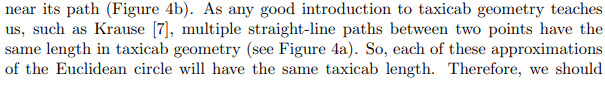 near its path (Figure 4b). As any good introduction to taxicab geometry teaches
us, such as Krause [7], multiple straight-line paths between two points have the
same length in taxicab geometry (see Figure 4a). So, each of these approximations
of the Euclidean circle will have the same taxicab length. Therefore, we should